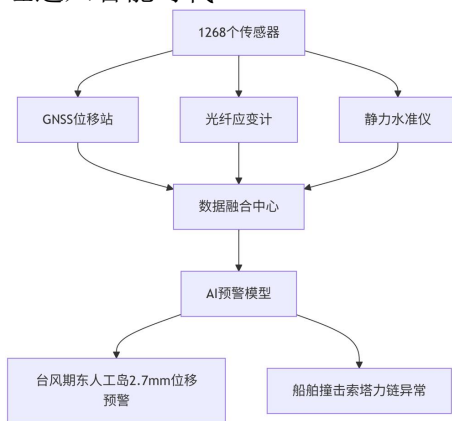 1268个传感器
GNSS位移站
光纤应变计
静力水准仪
数据融合中心
AI预警模型
台风期东人工岛2.7mm位移
预警
船舶撞击索塔力链异常